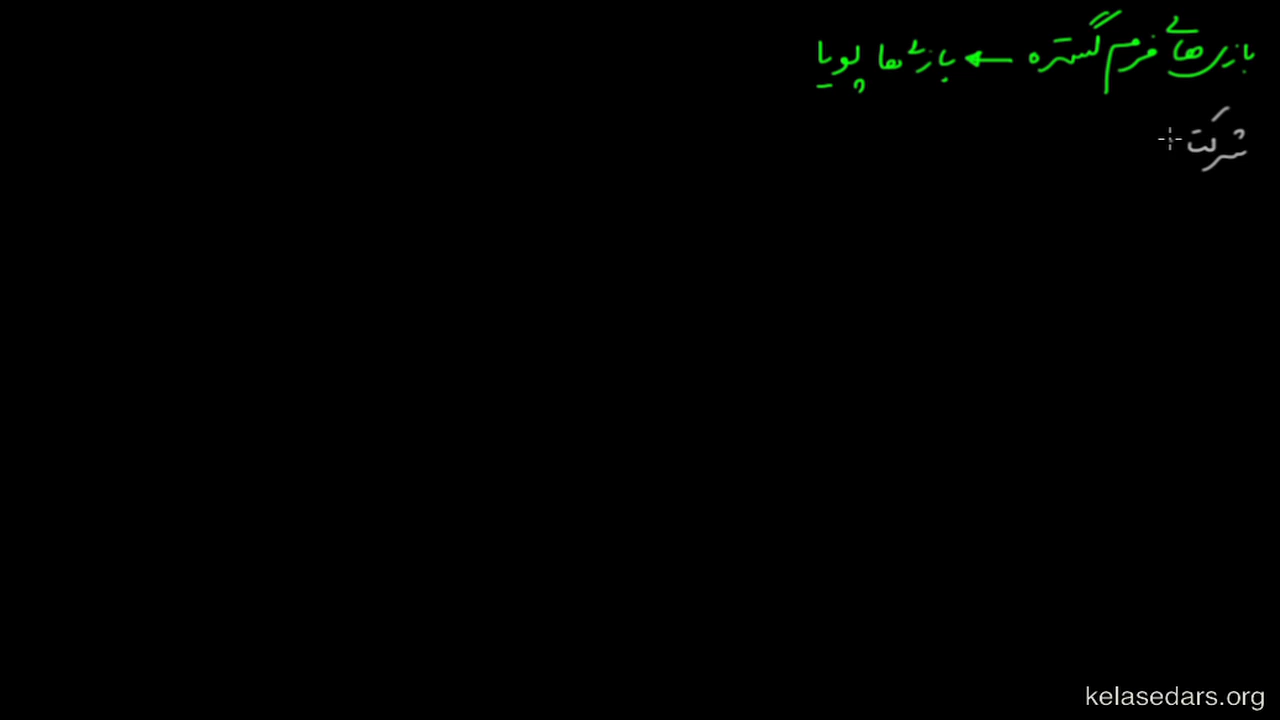 بازی‌های فرم گسترده ← بازی‌ها پویا
شرکت
kelasedars.org